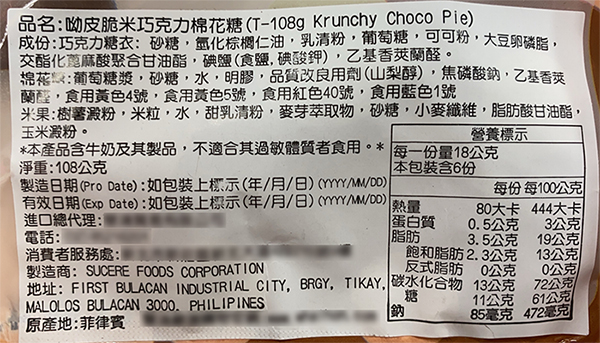 品名:呦皮脆米巧克力棉花糖(T-108g Krunchy Choco Pie)
成份:巧克力糖衣: 砂糖，氫化棕櫚仁油，乳清粉，葡萄糖，可可粉，大豆卵磷脂，
交酯化蓖麻酸聚合甘油酯，碘鹽(食鹽,碘酸鉀)，乙基香莢蘭醛。
棉花糖:葡萄糖漿，砂糖，水，明膠，品質改良用劑(山梨醇)，焦磷酸鈉，乙基香莢
蘭醛，食用黃色4號，食用黃色5號，食用紅色40號，食用藍色1號
米果:樹薯澱粉，米粒，水，甜乳清粉，麥芽萃取物，砂糖，小麥纖維，脂肪酸甘油酯，
玉米澱粉。
*本產品含牛奶及其製品，不適合其過敏體質者食用。*
淨重:108公克
製造日期(Pro Date):如包裝上標示(年/月/日)(YYYY/MM/DD)
有效日期(Exp Date):如包裝上標示(年/月/日)(YYYY/MM/DD)
進口總代理:
電話:
消費者服務處:
製造商: SUCERE FOODS CORPORATION
地址: FIRST BULACAN INDUSTRIAL CITY, BRGY, TIKAY,
MALOLOS BULACAN 3000, PHILIPINES
原產地:菲律賓
營養標示
每一份量18公克
本包裝含6份
每份 每100公克
熱量 80大卡 444大卡
蛋白質 0.5公克 3公克
脂肪 3.5公克 19公克
飽和脂肪 2.3公克 13公克
反式脂肪 0公克 0公克
碳水化合物 13公克 72公克
糖 11公克 61公克
鈉 85毫克 472毫克